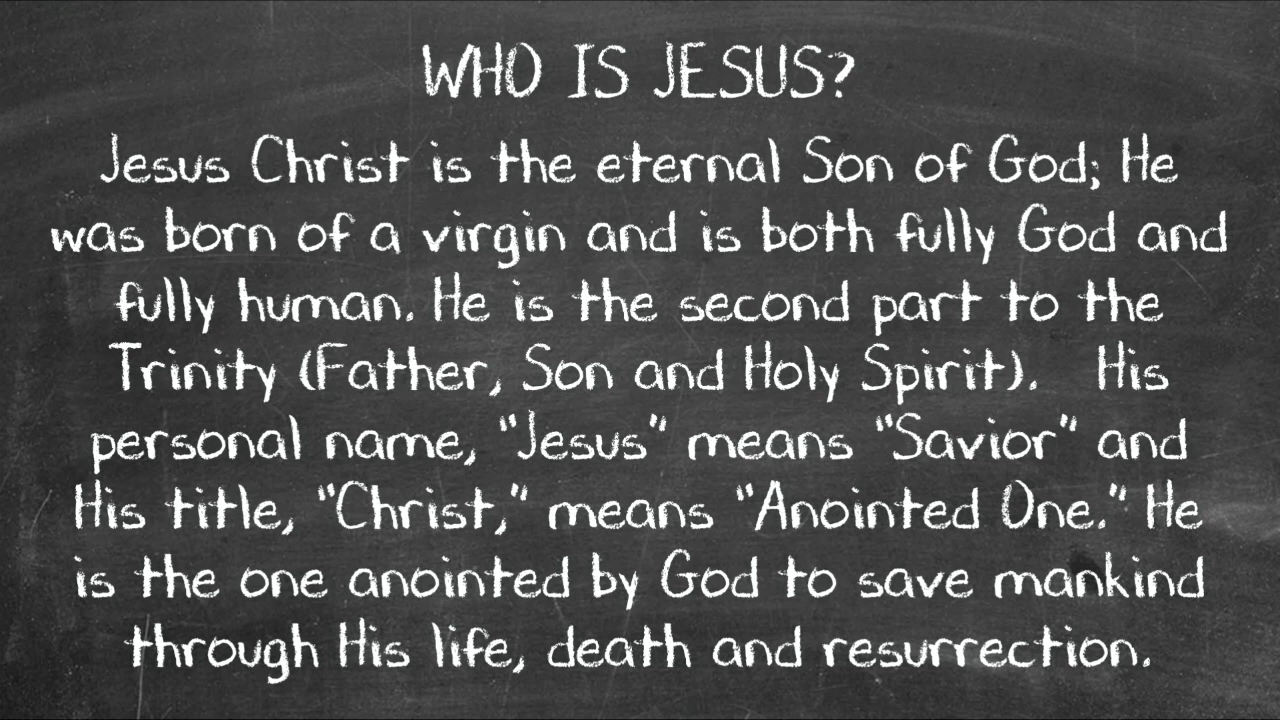 WHO IS JESUS?
Jesus Christ is the eternal Son of God; He
was born of a virgin and is both fully God and
fully human. He is the second part to the
Trinity (Father, Son and Holy Spirit). His
personal name, "Jesus" means "Savior" and
His title, "Christ," means "Anointed One." He
is the one anointed by God to save mankind
through His life, death and resurrection.